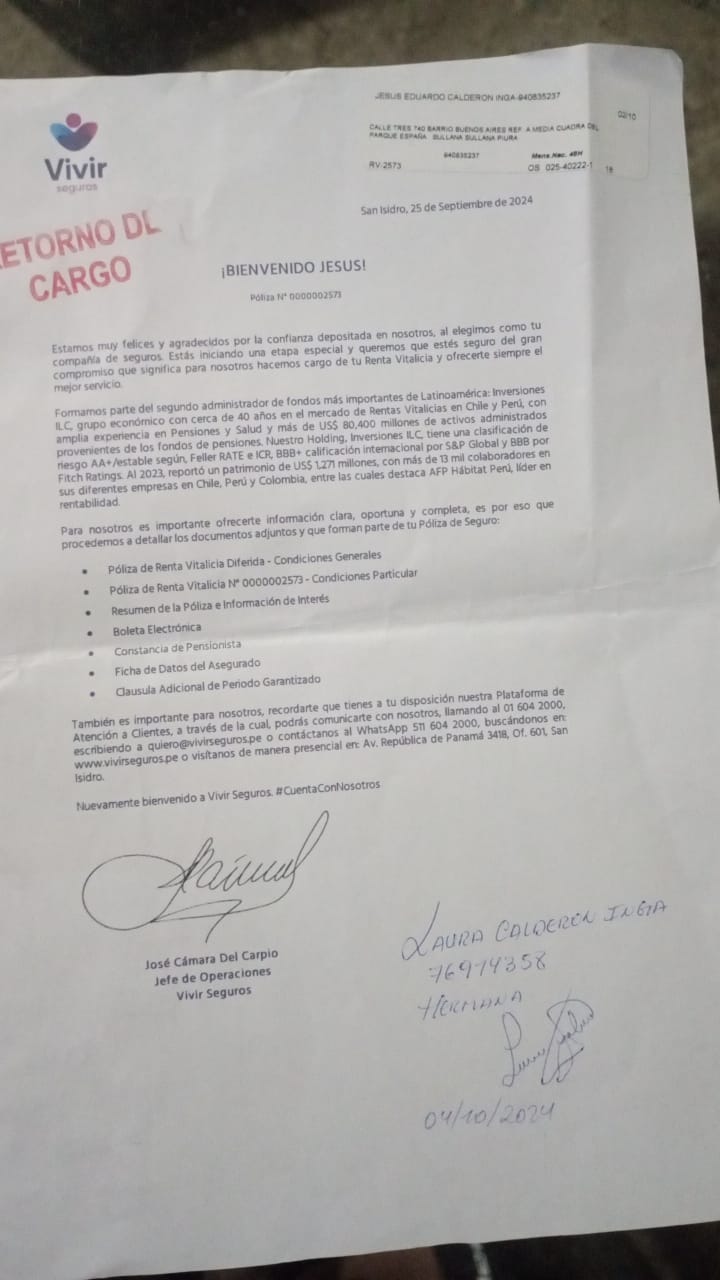 JESUS EDUARDO CALDERON INGA-940835237
02/10
CALLE TRES 740 BARRIO BUENOS AIRES REF A MEDIA CUADRA DEL
PARQUE ESPAÑA SULLANA SULLANA PIURA
940835237
Mens.Nac. 48H
RV-2573
OS 025-40222-1
18
Vivir
seguros
San Isidro, 25 de Septiembre de 2024
ETORNO DE
CARGO
¡BIENVENIDO JESUS!
Póliza N° 0000002573
Estamos muy felices y agradecidos por la confianza depositada en nosotros, al elegirnos como tu
compañía de seguros. Estás iniciando una etapa especial y queremos que estés seguro del gran
compromiso que significa para nosotros hacernos cargo de tu Renta Vitalicia y ofrecerte siempre el
mejor servicio.
Formamos parte del segundo administrador de fondos más importantes de Latinoamérica: Inversiones
ILC, grupo económico con cerca de 40 años en el mercado de Rentas Vitalicias en Chile y Perú, con
amplia experiencia en Pensiones y Salud y más de US$ 80,400 millones de activos administrados
provenientes de los fondos de pensiones. Nuestro Holding, Inversiones ILC, tiene una clasificación de
riesgo AA+/estable según, Feller RATE e ICR, BBB+ calificación internacional por S&P Global y BBB por
Fitch Ratings. Al 2023, reportó un patrimonio de US$ 1,271 millones, con más de 13 mil colaboradores en
sus diferentes empresas en Chile, Perú y Colombia, entre las cuales destaca AFP Hábitat Perú, líder en
rentabilidad.
Para nosotros es importante ofrecerte información clara, oportuna y completa, es por eso que
procedemos a detallar los documentos adjuntos y que forman parte de tu Póliza de Seguro:
• Póliza de Renta Vitalicia Diferida - Condiciones Generales
• Póliza de Renta Vitalicia N° 0000002573 - Condiciones Particular
• Resumen de la Póliza e Información de Interés
• Boleta Electrónica
• Constancia de Pensionista
• Ficha de Datos del Asegurado
• Clausula Adicional de Periodo Garantizado
También es importante para nosotros, recordarte que tienes a tu disposición nuestra Plataforma de
Atención a Clientes, a través de la cual, podrás comunicarte con nosotros, llamando al 01 604 2000,
escribiendo a quiero@vivirseguros.pe o contáctanos al WhatsApp 511 604 2000, buscándonos en:
www.vivirseguros.pe o visítanos de manera presencial en: Av. República de Panamá 3418, Of. 601, San
Isidro.
Nuevamente bienvenido a Vivir Seguros. #CuentaConNosotros
José Cámara Del Carpio
Jefe de Operaciones
Vivir Seguros
LAURA CALDERON INGA
76974358
HERMANA
04/10/2024